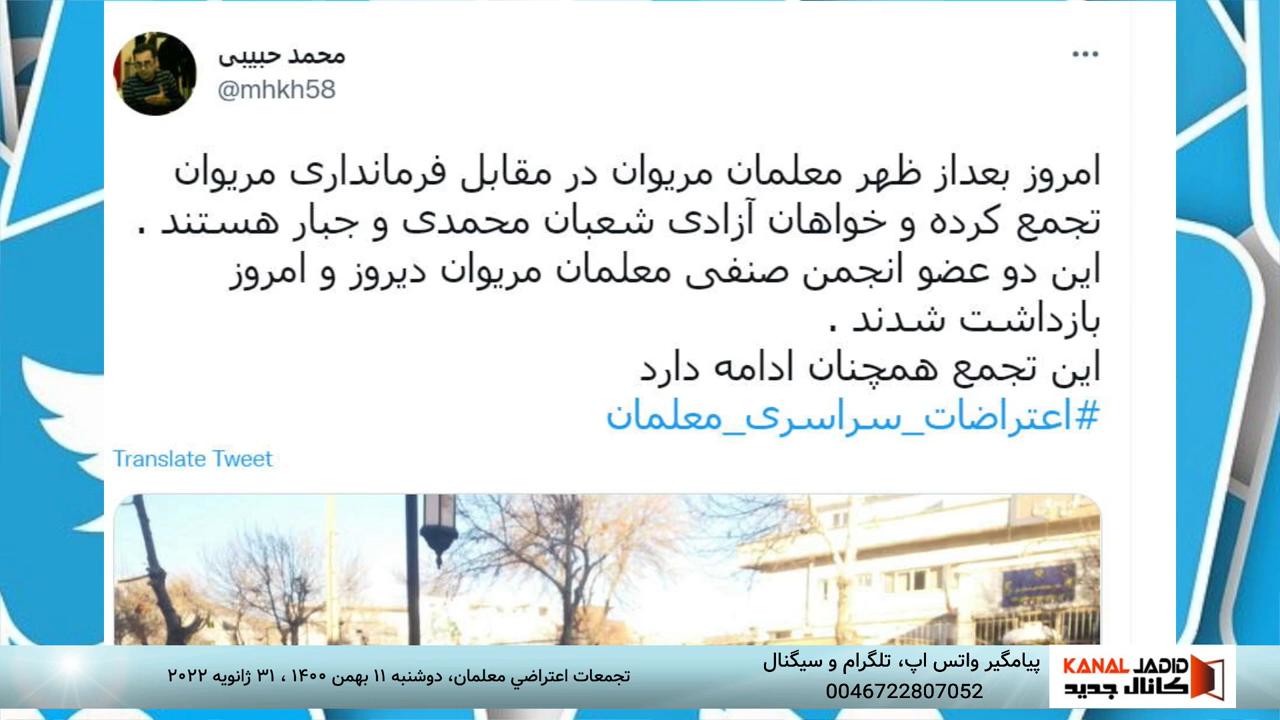 محمد حبیبی
@mhkh58
امروز بعداز ظهر معلمان مریوان در مقابل فرمانداری مریوان
تجمع کرده و خواهان آزادی شعبان محمدی و جبار هستند .
این دو عضو انجمن صنفی معلمان مریوان دیروز و امروز
بازداشت شدند .
این تجمع همچنان ادامه دارد
#اعتراضات_سراسری_معلمان
Translate Tweet
پیامگیر واتس اپ، تلگرام و سیگنال
0046722807052
تجمعات اعتراضي معلمان، دوشنبه ۱۱ بهمن ۱۴۰۰ ، ۳۱ ژانویه ۲۰۲۲
KANAL JADID
کانال جدید